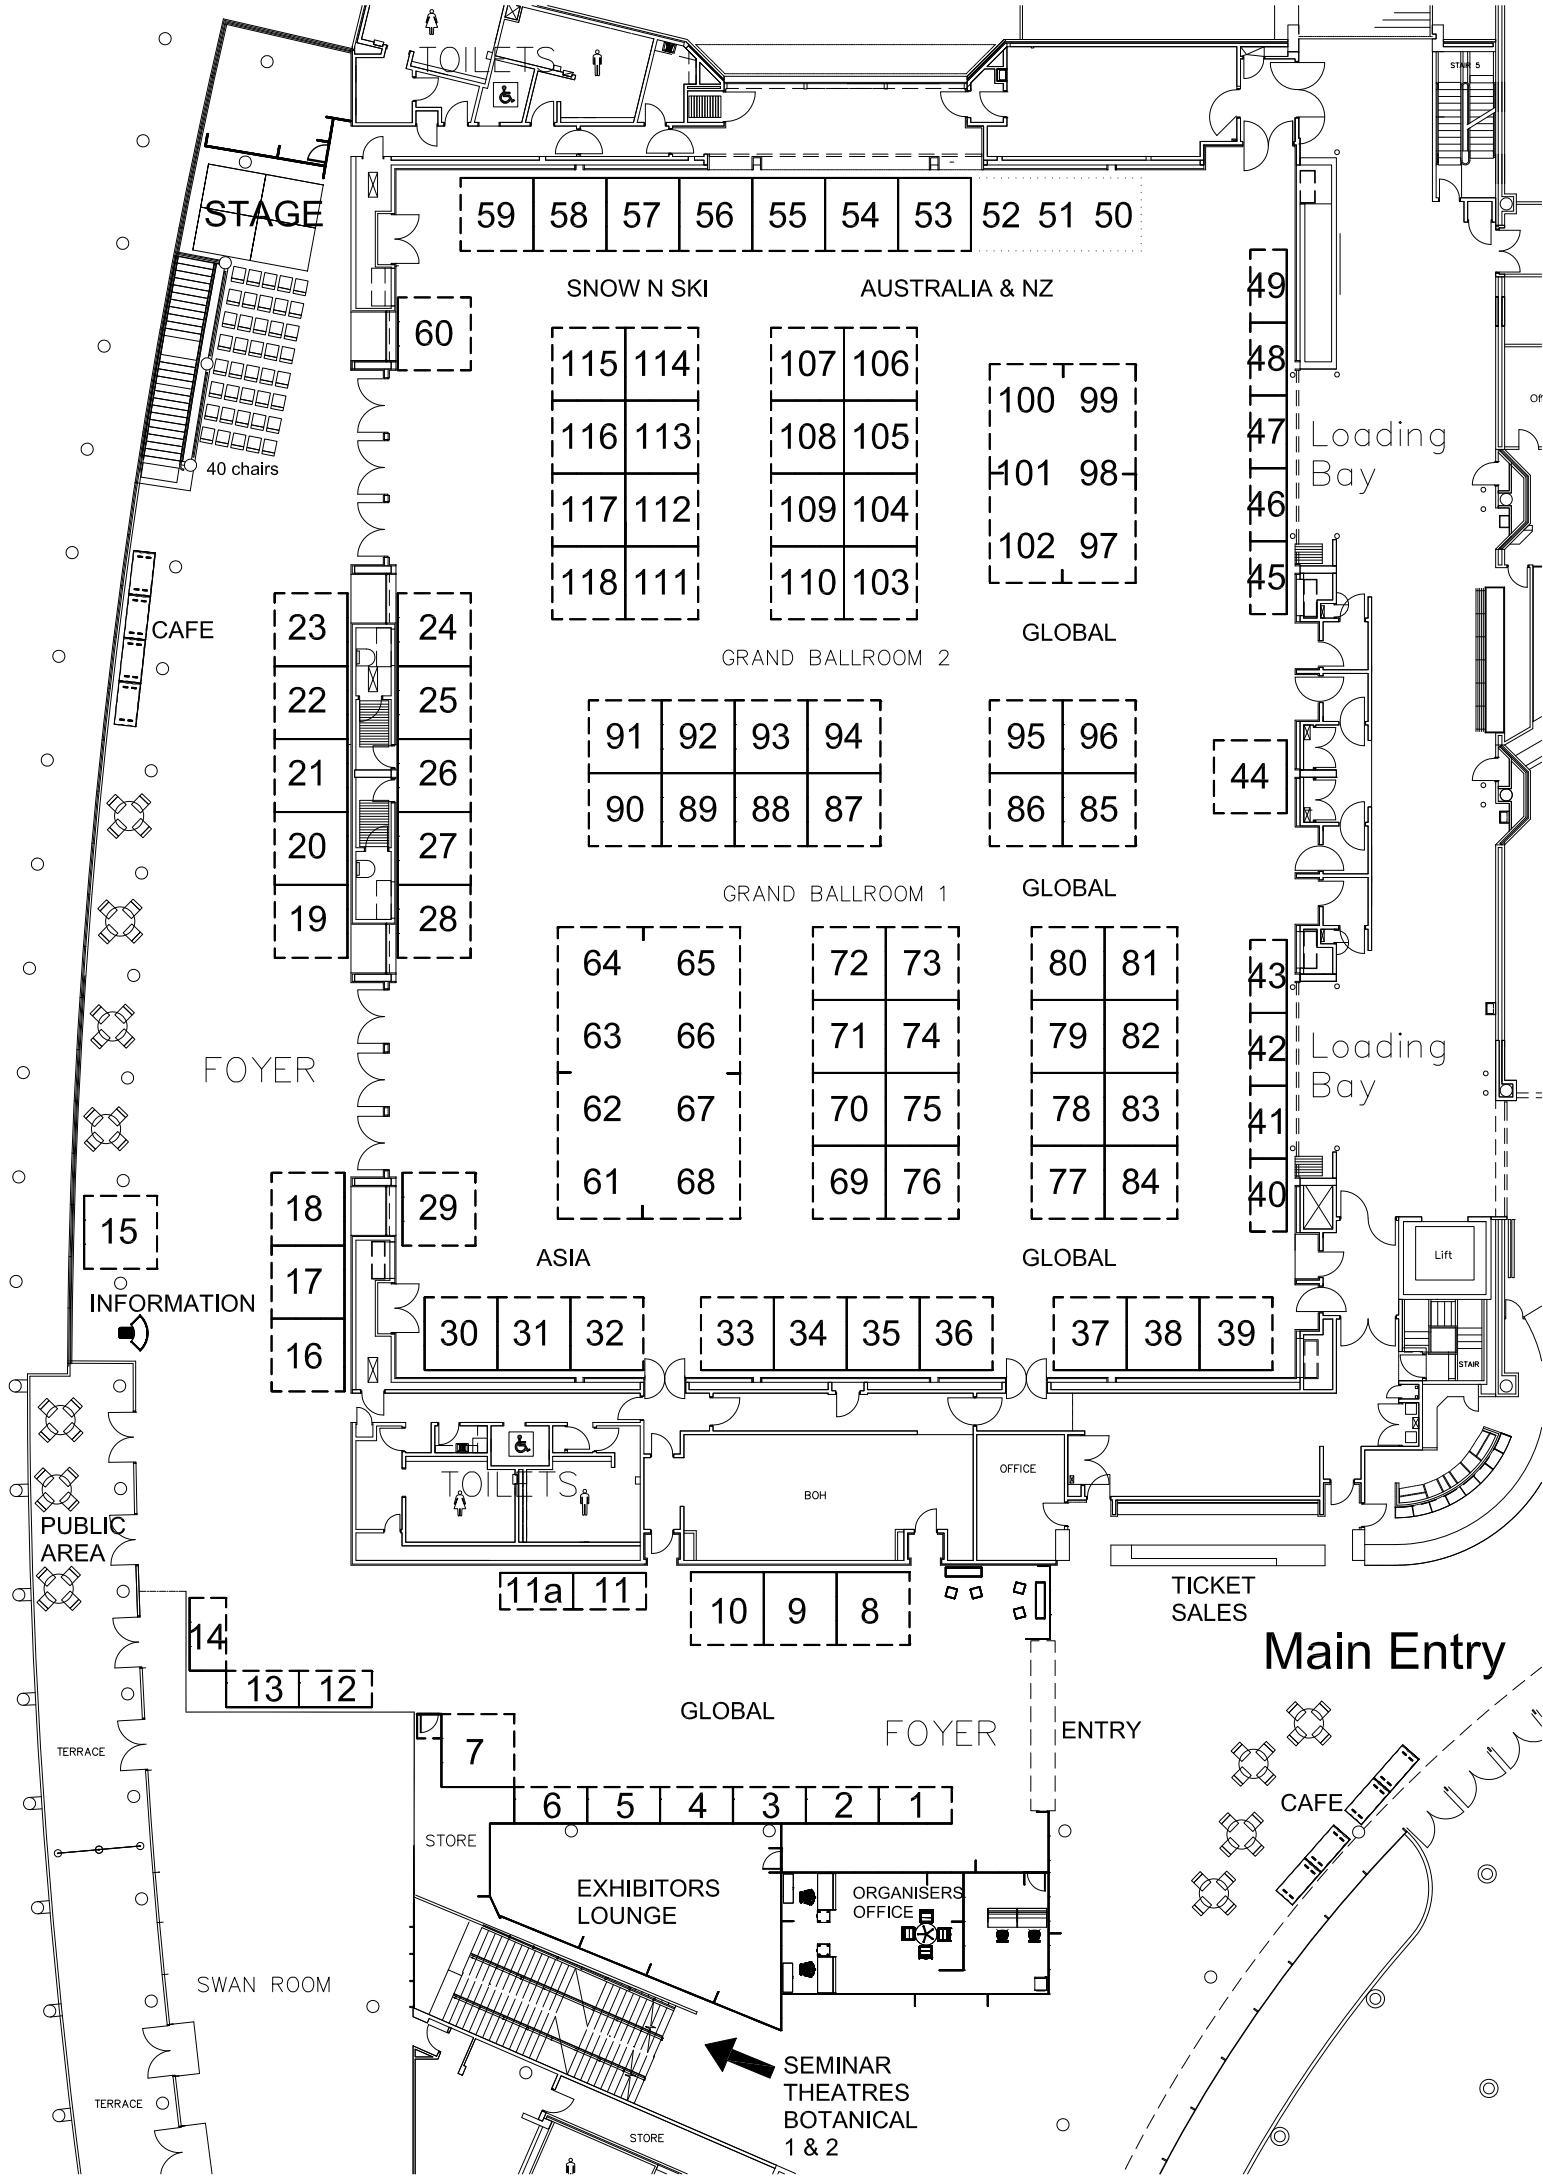 TOILETS
STAIR 5
STAGE
59 58 57 56 55 54 53 52 51 50
SNOW N SKI
AUSTRALIA & NZ
49
60
115 114
107 106
48
100 99
116 113
108 105
47
Loading
Bay
40 chairs
101 98
117 112
109 104
46
102 97
118 111
110 103
45
23
24
CAFE
GLOBAL
GRAND BALLROOM 2
22
25
91 92 93 94
95 96
21
26
44
90 89 88 87
86 85
20
27
GRAND BALLROOM 1
GLOBAL
19
28
64 65
72 73
80 81
43
63 66
71 74
79 82
42
Loading
Bay
FOYER
62 67
70 75
78 83
41
61 68
69 76
77 84
40
18
29
15
ASIA
GLOBAL
Lift
17
INFORMATION
30 31 32
33 34 35 36
37 38 39
16
STAIR
TOILETS
OFFICE
BOH
PUBLIC
AREA
11a 11
10 9 8
TICKET
SALES
14
Main Entry
13 12
GLOBAL
FOYER
ENTRY
TERRACE
7
6 5 4 3 2 1
CAFE
STORE
EXHIBITORS
LOUNGE
ORGANISERS
OFFICE
SWAN ROOM
SEMINAR
THEATRES
BOTANICAL
1 & 2
TERRACE
STORE